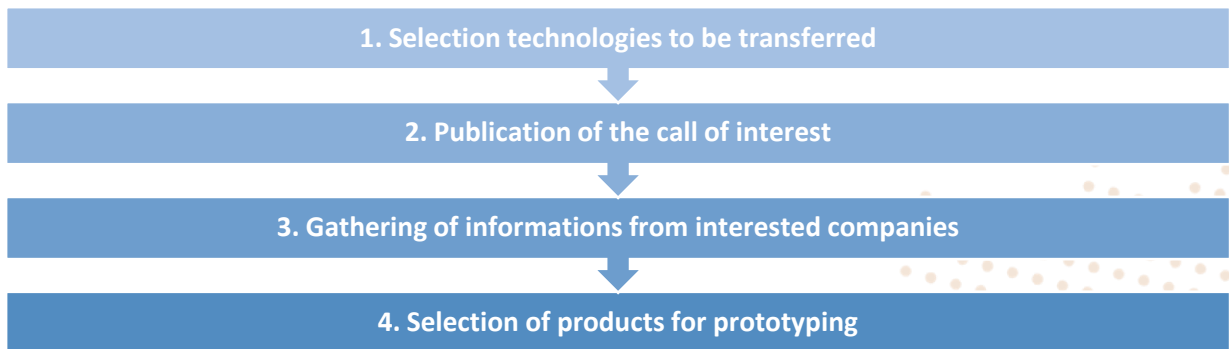 1. Selection technologies to be transferred
2. Publication of the call of interest
3. Gathering of informations from interested companies
4. Selection of products for prototyping